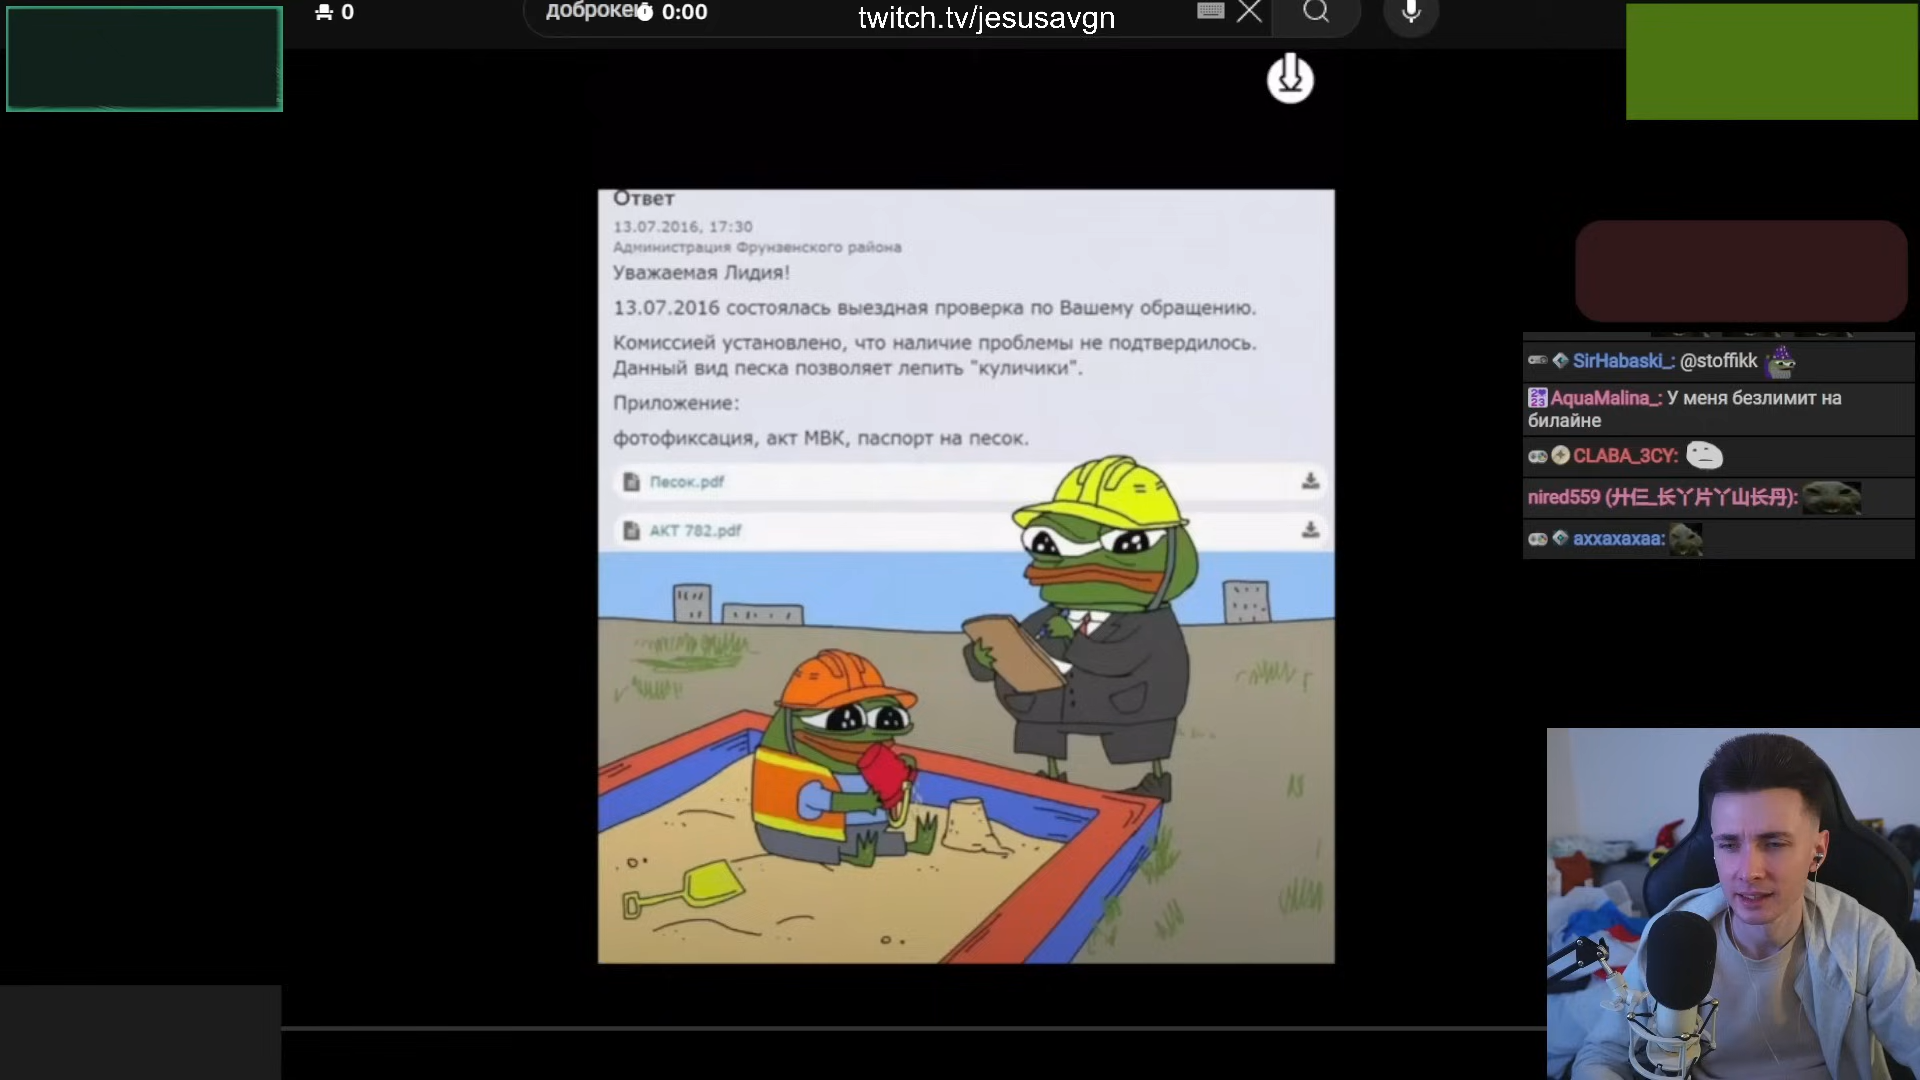 0
доброкен
0:00
twitch.tv/jesusavgn
Ответ
13.07.2016, 17:30
Администрация Фрунзенского района
Уважаемая Лидия!
13.07.2016 состоялась выездная проверка по Вашему обращению.
Комиссией установлено, что наличие проблемы не подтвердилось.
Данный вид песка позволяет лепить "куличики".
Приложение:
фотофиксация, акт МВК, паспорт на песок.
Песок.pdf
АКТ 782.pdf
SirHabaski_: @stoffikk
AquaMalina_: У меня безлимит на
билайне
CLABA_3CY:
nired559
аххахахаа: